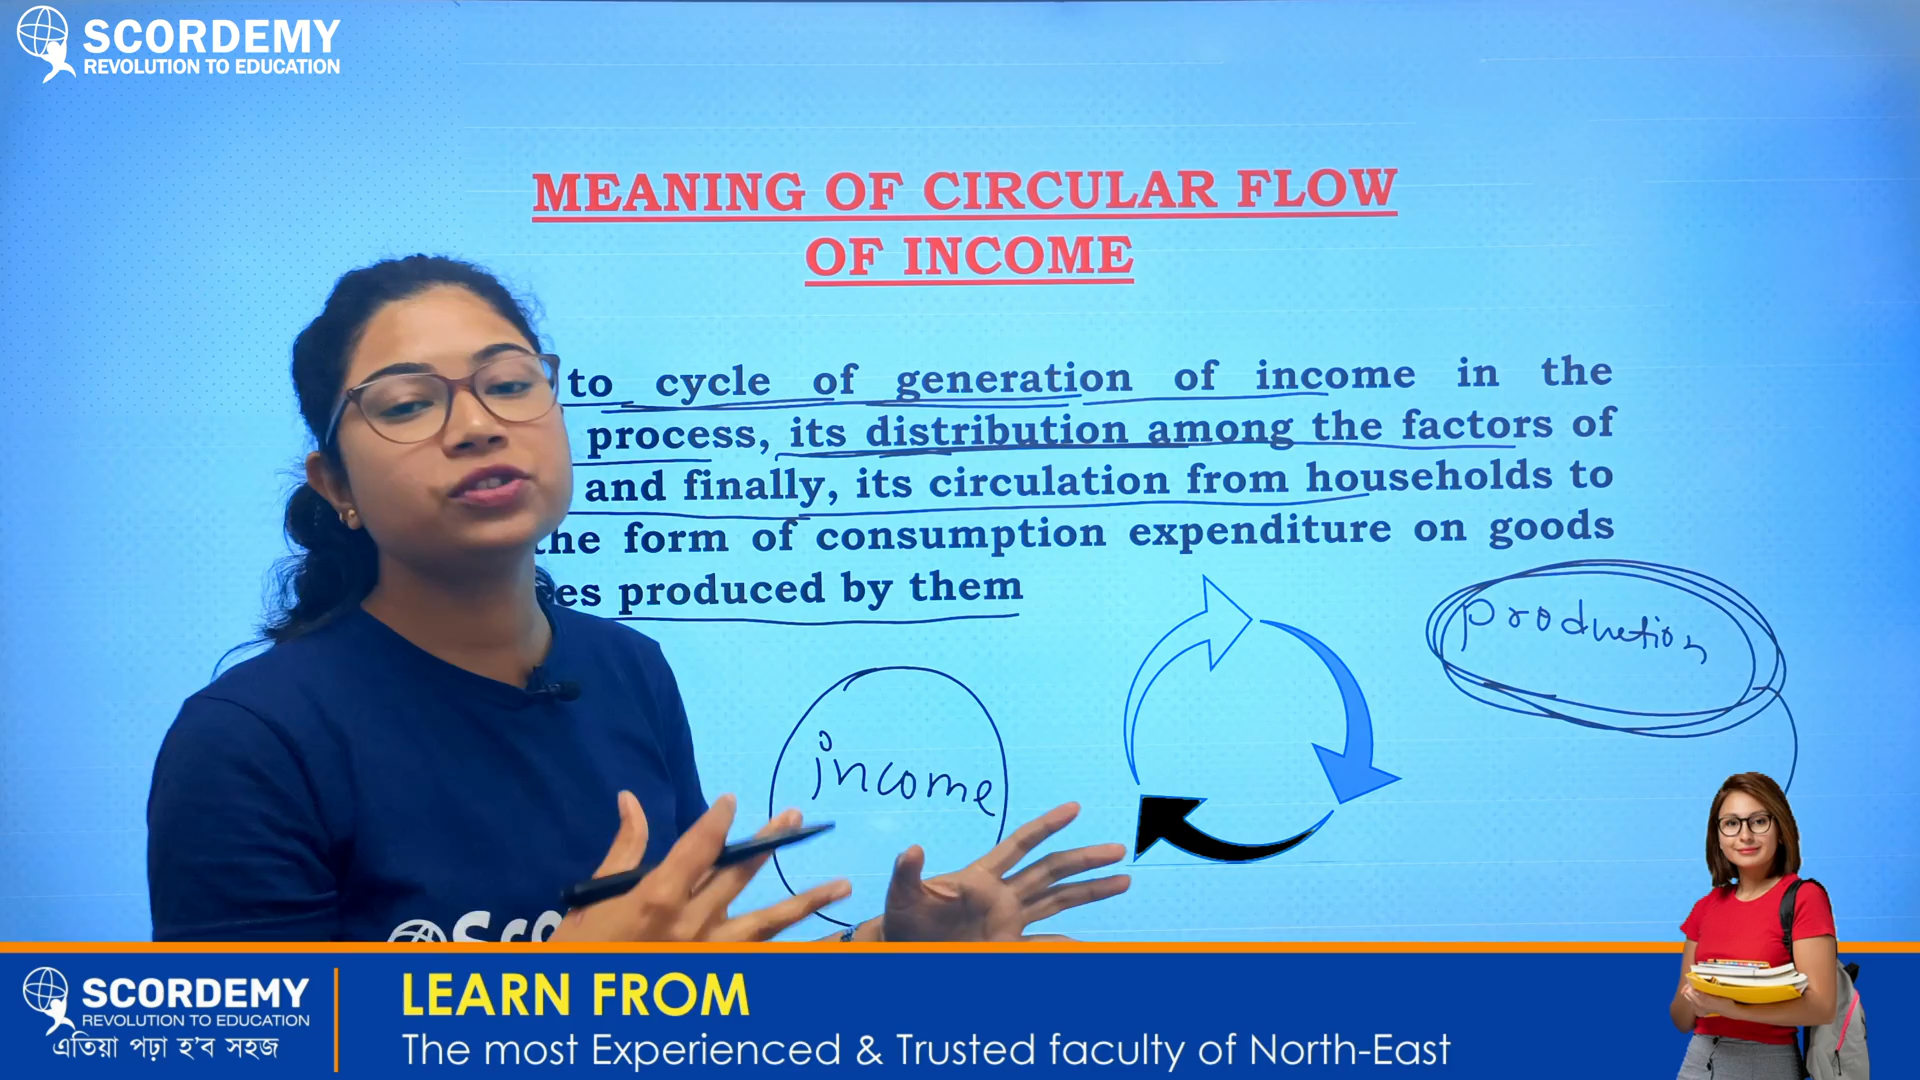 SCORDEMY
REVOLUTION TO EDUCATION
MEANING OF CIRCULAR FLOW
OF INCOME
to cycle of generation of income in the
process, its distribution among the factors of
and finally, its circulation from households to
the form of consumption expenditure on goods
produced by them
production
income
SCORDEMY
REVOLUTION TO EDUCATION
এতিয়া পঢ়া হ'ব সহজ
LEARN FROM
The most Experienced & Trusted faculty of North-East